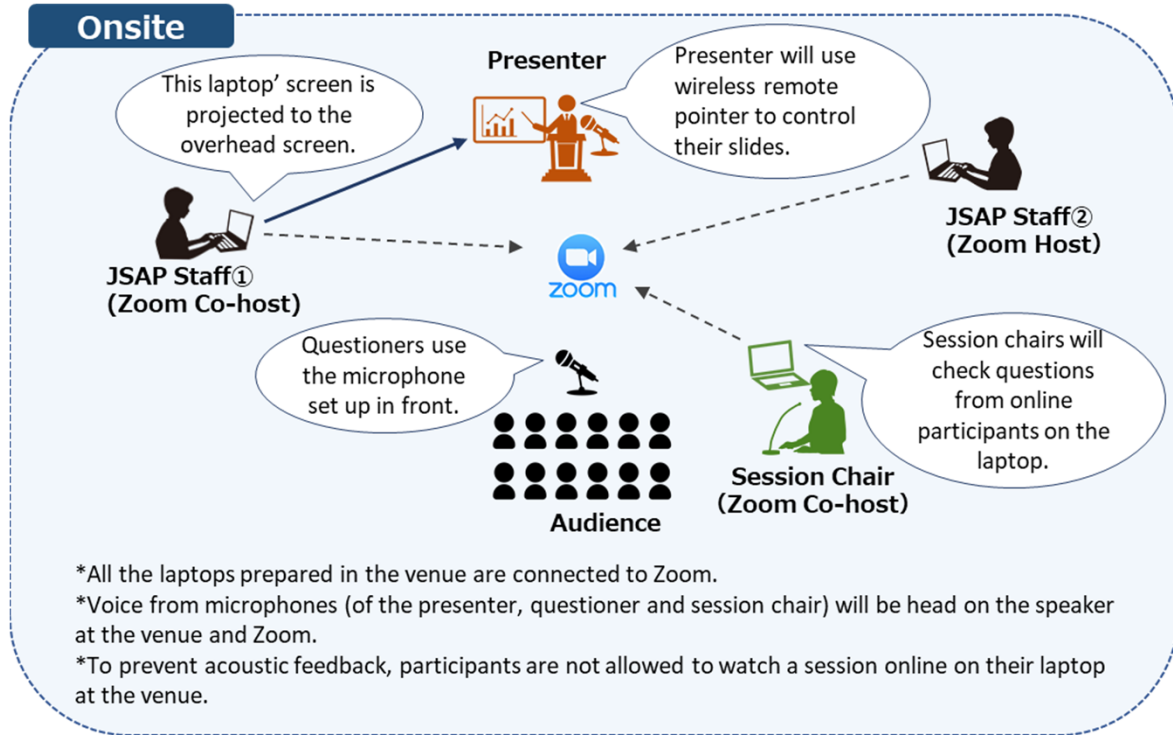 Onsite
Presenter
This laptop’ screen is
projected to the
overhead screen.
Presenter will use
wireless remote
pointer to control
their slides.
JSAP Staff①
(Zoom Co-host)
zoom
JSAP Staff②
(Zoom Host)
Questioners use
the microphone
set up in front.
Session chairs will
check questions
from online
participants on the
laptop.
Session Chair
(Zoom Co-host)
Audience
*All the laptops prepared in the venue are connected to Zoom.
*Voice from microphones (of the presenter, questioner and session chair) will be head on the speaker
at the venue and Zoom.
*To prevent acoustic feedback, participants are not allowed to watch a session online on their laptop
at the venue.